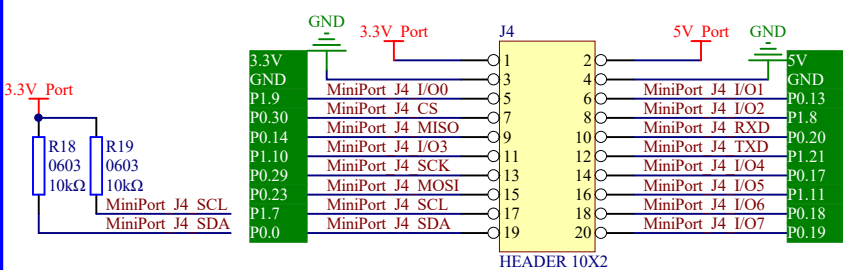 GND
3.3V_Port
J4
5V_Port
GND
3.3V
1
2
5V
GND
3
4
GND
3.3V_Port
P1.9
MiniPort_J4_I/O0
5
6
MiniPort_J4_I/O1
P0.13
P0.30
MiniPort_J4_CS
7
8
MiniPort_J4_I/O2
P1.8
P0.14
MiniPort_J4_MISO
9
10
MiniPort_J4_RXD
P0.20
R18
0603
10kΩ
R19
0603
10kΩ
P1.10
MiniPort_J4_I/O3
11
12
MiniPort_J4_TXD
P1.21
P0.29
MiniPort_J4_SCK
13
14
MiniPort_J4_I/O4
P0.17
P0.23
MiniPort_J4_MOSI
15
16
MiniPort_J4_I/O5
P1.11
MiniPort_J4_SCL
P1.7
MiniPort_J4_SCL
17
18
MiniPort_J4_I/O6
P0.18
MiniPort_J4_SDA
P0.0
MiniPort_J4_SDA
19
20
MiniPort_J4_I/O7
P0.19
HEADER 10X2